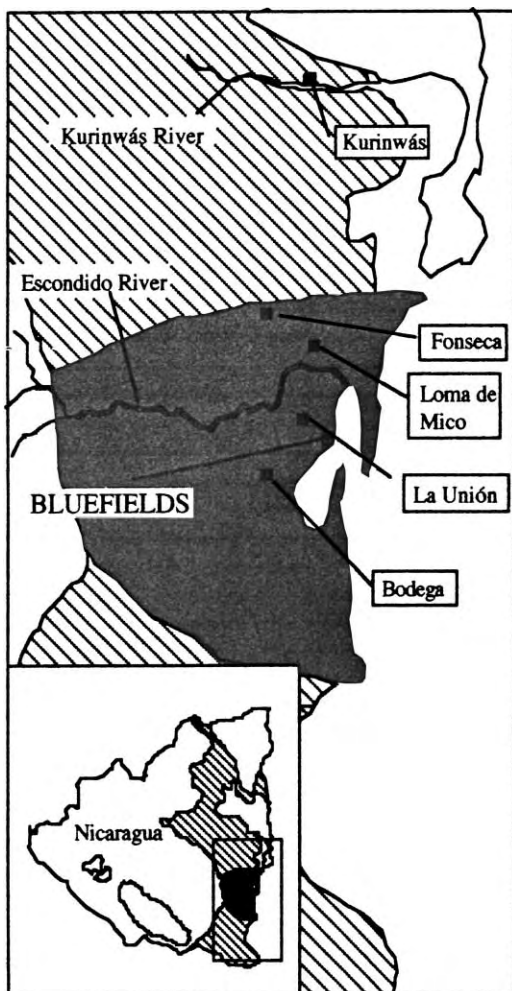 Kurinwás River
Kurinwás
Escondido River
Fonseca
Loma de
Mico
La Unión
BLUEFIELDS
Bodega
Nicaragua